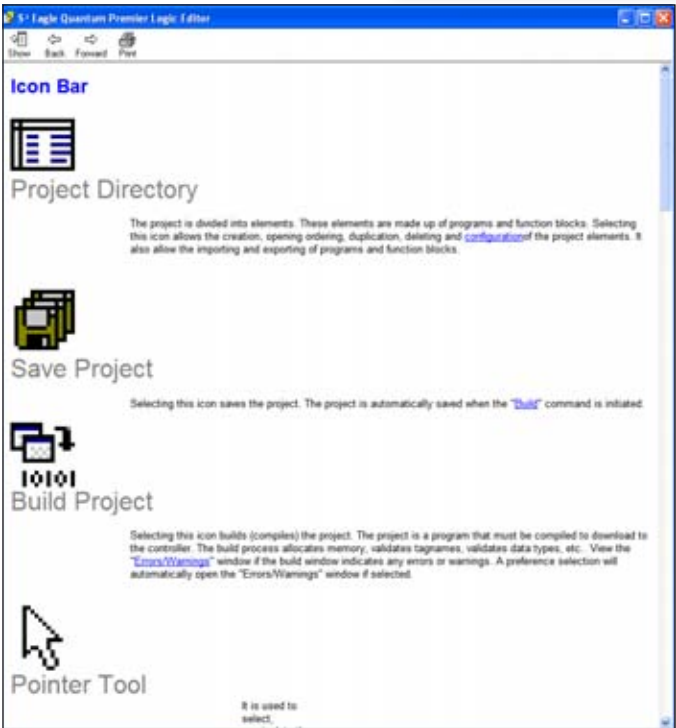 S³ Eagle Quantum Premier Logic Editor
Show Back Forward Print
Icon Bar
Project Directory
The project is divided into elements. These elements are made up of programs and function blocks. Selecting
this icon allows the creation, opening ordering, duplication, deleting and configurationof the project elements. It
also allow the importing and exporting of programs and function blocks.
Save Project
Selecting this icon saves the project. The project is automatically saved when the "Build" command is initiated.
10101
Build Project
Selecting this icon builds (compiles) the project. The project is a program that must be compiled to download to
the controller. The build process allocates memory, validates tagnames, validates data types, etc. View the
"Errors/Warnings" window if the build window indicates any errors or warnings. A preference selection will
automatically open the "Errors/Warnings" window if selected.
Pointer Tool
It is used to
select,